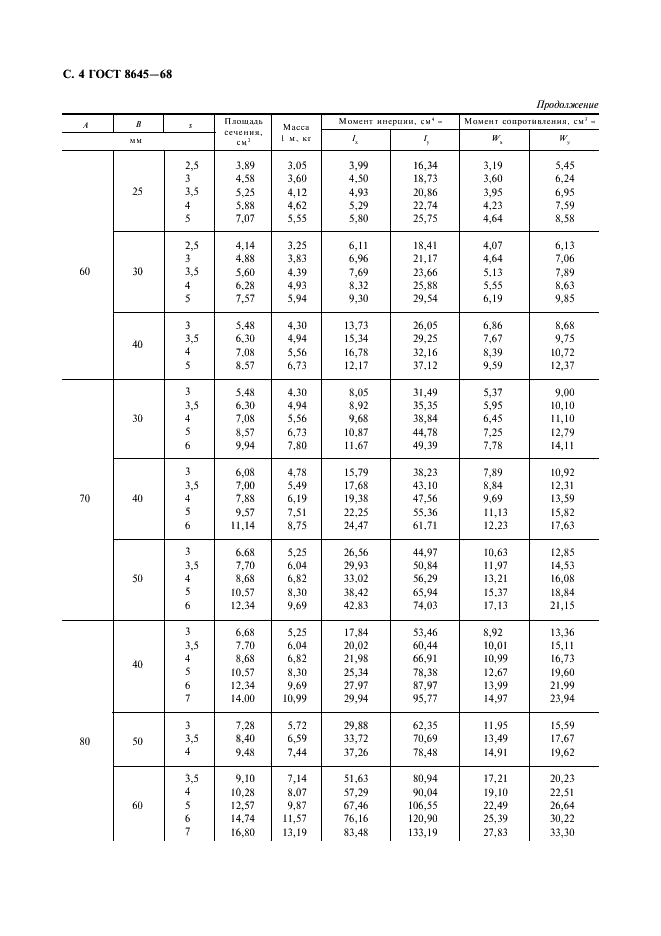 С. 4 ГОСТ 8645—68
Продолжение
A B s Площадь сечения, см² Масса 1 м, кг Момент инерции, см⁴ = Момент сопротивления, см³ =
мм Iₓ I_y Wₓ W_y
2,5 3,89 3,05 3,99 16,34 3,19 5,45
3 4,58 3,60 4,50 18,73 3,60 6,24
25 3,5 5,25 4,12 4,93 20,86 3,95 6,95
4 5,88 4,62 5,29 22,74 4,23 7,59
5 7,07 5,55 5,80 25,75 4,64 8,58
2,5 4,14 3,25 6,11 18,41 4,07 6,13
3 4,88 3,83 6,96 21,17 4,64 7,06
60 30 3,5 5,60 4,39 7,69 23,66 5,13 7,89
4 6,28 4,93 8,32 25,88 5,55 8,63
5 7,57 5,94 9,30 29,54 6,19 9,85
3 5,48 4,30 13,73 26,05 6,86 8,68
40 3,5 6,30 4,94 15,34 29,25 7,67 9,75
4 7,08 5,56 16,78 32,16 8,39 10,72
5 8,57 6,73 12,17 37,12 9,59 12,37
3 5,48 4,30 8,05 31,49 5,37 9,00
3,5 6,30 4,94 8,92 35,35 5,95 10,10
30 4 7,08 5,56 9,68 38,84 6,45 11,10
5 8,57 6,73 10,87 44,78 7,25 12,79
6 9,94 7,80 11,67 49,39 7,78 14,11
3 6,08 4,78 15,79 38,23 7,89 10,92
3,5 7,00 5,49 17,68 43,10 8,84 12,31
70 40 4 7,88 6,19 19,38 47,56 9,69 13,59
5 9,57 7,51 22,25 55,36 11,13 15,82
6 11,14 8,75 24,47 61,71 12,23 17,63
3 6,68 5,25 26,56 44,97 10,63 12,85
3,5 7,70 6,04 29,93 50,84 11,97 14,53
50 4 8,68 6,82 33,02 56,29 13,21 16,08
5 10,57 8,30 38,42 65,94 15,37 18,84
6 12,34 9,69 42,83 74,03 17,13 21,15
3 6,68 5,25 17,84 53,46 8,92 13,36
3,5 7,70 6,04 20,02 60,44 10,01 15,11
40 4 8,68 6,82 21,98 66,91 10,99 16,73
5 10,57 8,30 25,34 78,38 12,67 19,60
6 12,34 9,69 27,97 87,97 13,99 21,99
7 14,00 10,99 29,94 95,77 14,97 23,94
3 7,28 5,72 29,88 62,35 11,95 15,59
80 50 3,5 8,40 6,59 33,72 70,69 13,49 17,67
4 9,48 7,44 37,26 78,48 14,91 19,62
3,5 9,10 7,14 51,63 80,94 17,21 20,23
4 10,28 8,07 57,29 90,04 19,10 22,51
60 5 12,57 9,87 67,46 106,55 22,49 26,64
6 14,74 11,57 76,16 120,90 25,39 30,22
7 16,80 13,19 83,48 133,19 27,83 33,30